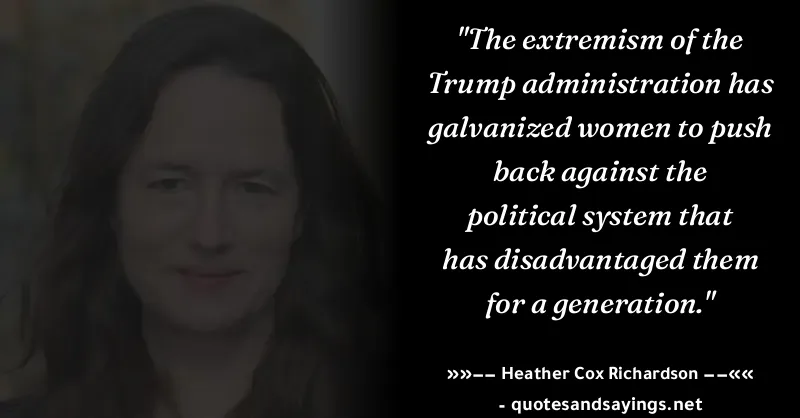 "The extremism of the
Trump administration has
galvanized women to push
back against the
political system that
has disadvantaged them
for a generation."
»»−− Heather Cox Richardson −−««
- quotesandsayings.net